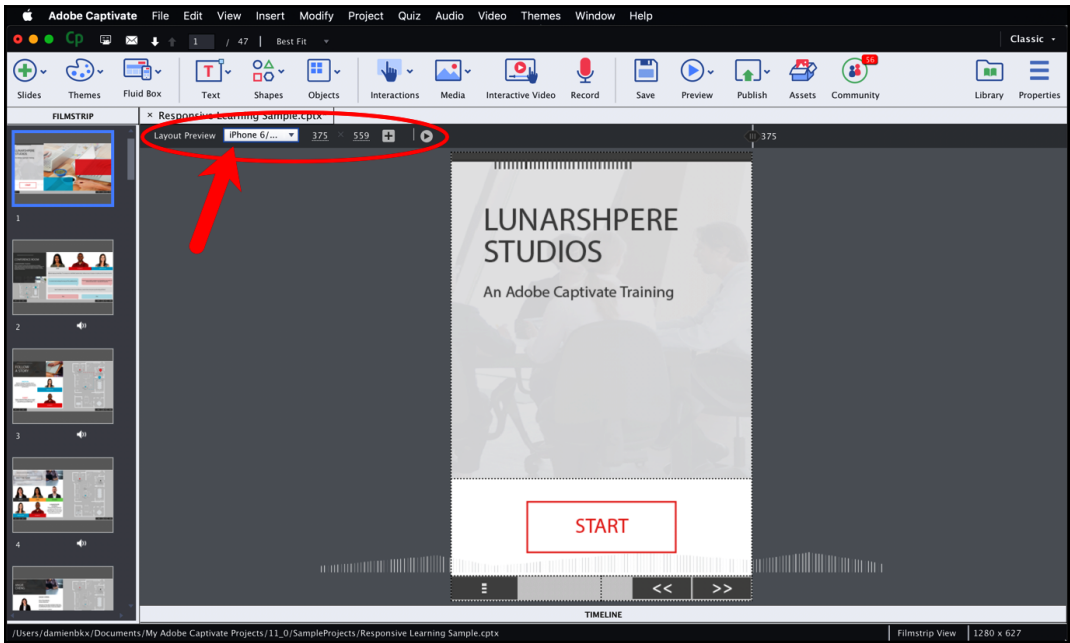 Adobe Captivate File Edit View Insert Modify Project Quiz Audio Video Themes Window Help
Cp 1 / 47 Best Fit Classic
56
Slides Themes Fluid Box Text Shapes Objects Interactions Media Interactive Video Record Save Preview Publish Assets Community Library Properties
FILMSTRIP × Responsive Learning Sample.cptx
Layout Preview iPhone 6/... 375 × 559 375
LUNARSHPERE
STUDIOS
An Adobe Captivate Training
1
2
3
4
START
<< >>
TIMELINE
/Users/damienbkx/Documents/My Adobe Captivate Projects/11_0/SampleProjects/Responsive Learning Sample.cptx Filmstrip View 1280 x 627